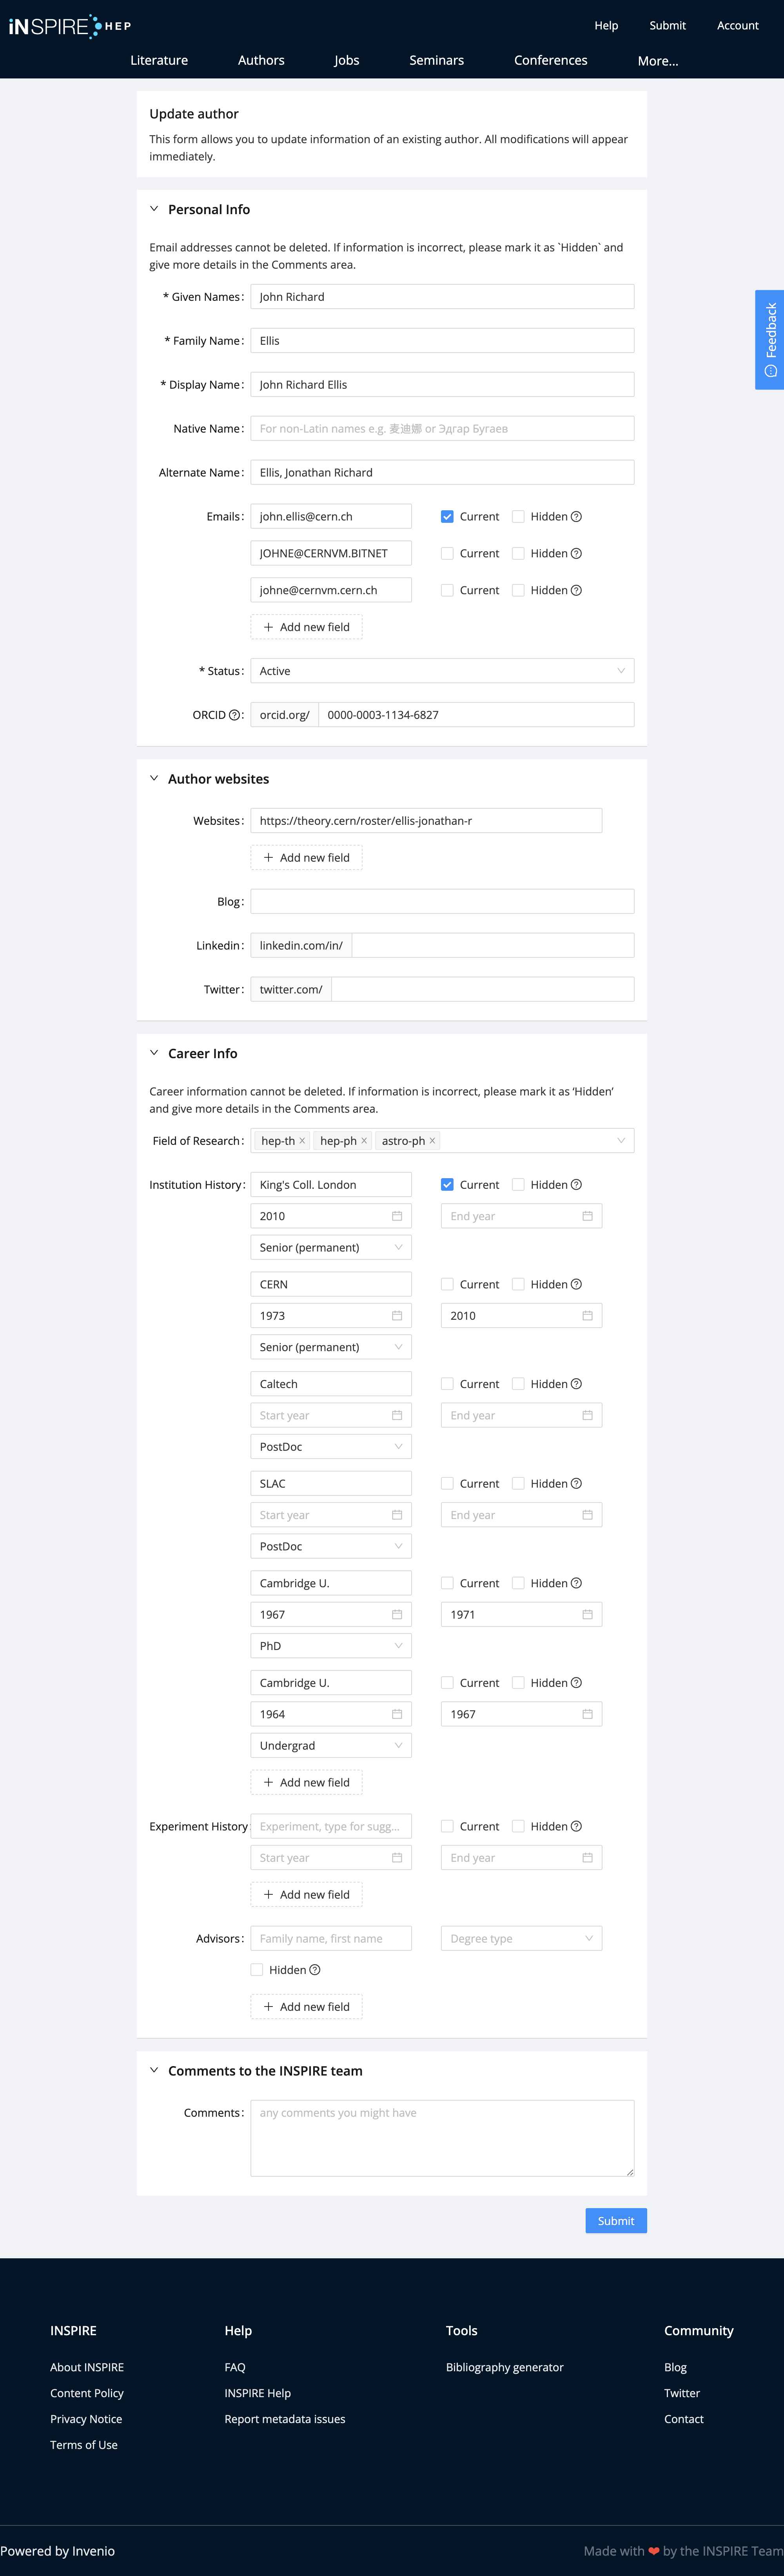 iNSPIRE HEP
Help Submit Account
Literature Authors Jobs Seminars Conferences More...
Update author
This form allows you to update information of an existing author. All modifications will appear
immediately.
Personal Info
Email addresses cannot be deleted. If information is incorrect, please mark it as `Hidden` and
give more details in the Comments area.
* Given Names: John Richard
* Family Name: Ellis
* Display Name: John Richard Ellis
Native Name: For non-Latin names e.g. 麦迪娜 or Эдгар Бугаев
Alternate Name: Ellis, Jonathan Richard
Emails: john.ellis@cern.ch Current Hidden
JOHNE@CERNVM.BITNET Current Hidden
johne@cernvm.cern.ch Current Hidden
Add new field
* Status: Active
ORCID : orcid.org/ 0000-0003-1134-6827
Feedback
Author websites
Websites: https://theory.cern/roster/ellis-jonathan-r
Add new field
Blog:
Linkedin: linkedin.com/in/
Twitter: twitter.com/
Career Info
Career information cannot be deleted. If information is incorrect, please mark it as ‘Hidden’
and give more details in the Comments area.
Field of Research: hep-th hep-ph astro-ph
Institution History: King's Coll. London Current Hidden
2010 End year
Senior (permanent)
CERN Current Hidden
1973 2010
Senior (permanent)
Caltech Current Hidden
Start year End year
PostDoc
SLAC Current Hidden
Start year End year
PostDoc
Cambridge U. Current Hidden
1967 1971
PhD
Cambridge U. Current Hidden
1964 1967
Undergrad
Add new field
Experiment History Experiment, type for sugg... Current Hidden
Start year End year
Add new field
Advisors: Family name, first name Degree type
Hidden
Add new field
Comments to the INSPIRE team
Comments: any comments you might have
Submit
INSPIRE Help Tools Community
About INSPIRE FAQ Bibliography generator Blog
Content Policy INSPIRE Help Twitter
Privacy Notice Report metadata issues Contact
Terms of Use
Powered by Invenio Made with ❤ by the INSPIRE Team